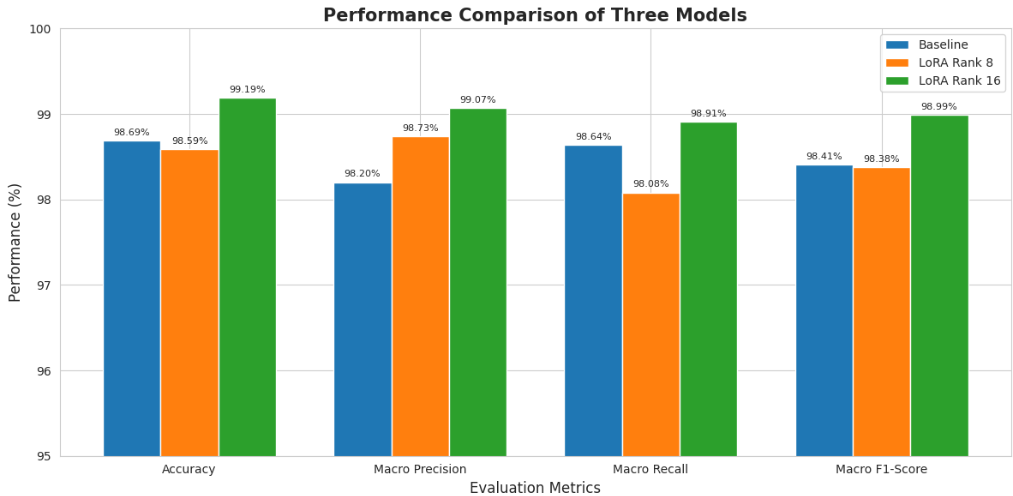 Performance Comparison of Three Models
Baseline
LoRA Rank 8
LoRA Rank 16
Performance (%)
100
99
98
97
96
95
98.69%
98.59%
99.19%
98.20%
98.73%
99.07%
98.64%
98.08%
98.91%
98.41%
98.38%
98.99%
Accuracy
Macro Precision
Macro Recall
Macro F1-Score
Evaluation Metrics